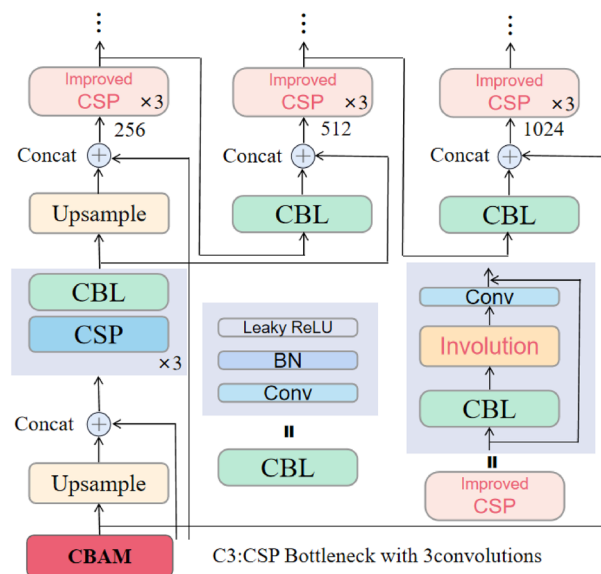 Improved
CSP
×3
256
Concat
Upsample
CBL
CSP
×3
Concat
Upsample
CBAM
Improved
CSP
×3
512
Concat
CBL
Leaky ReLU
BN
Conv
=
CBL
Improved
CSP
×3
1024
Concat
CBL
Conv
Involution
CBL
=
Improved
CSP
C3:CSP Bottleneck with 3convolutions